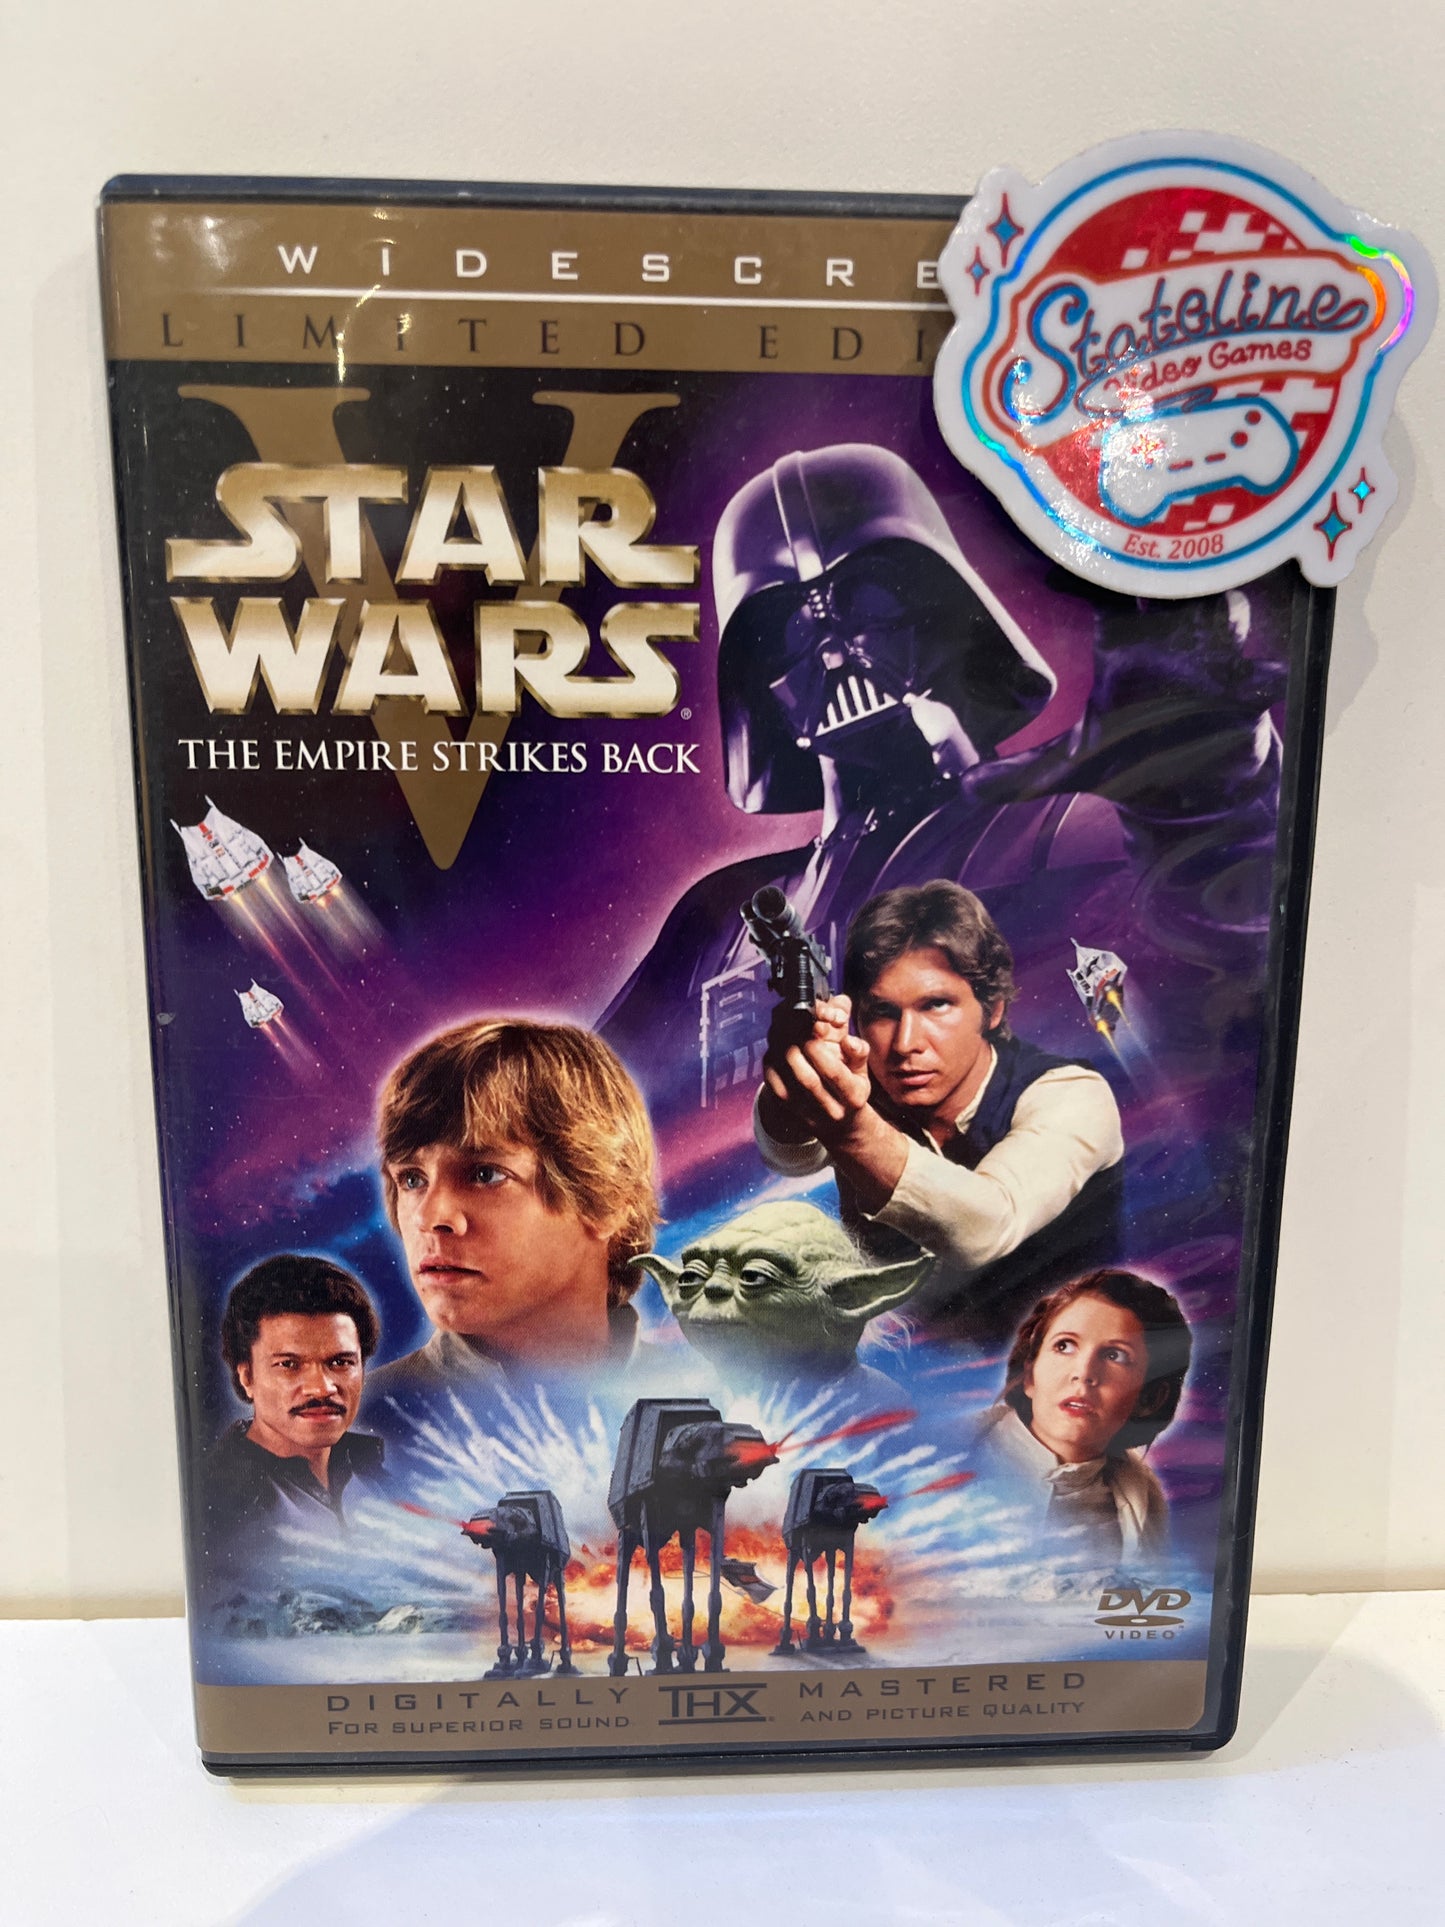 WIDESCRE
LIMITED EDI
V
STAR
WARS®
THE EMPIRE STRIKES BACK
Stateline
Video Games
Est. 2008
DVD
VIDEO™
DIGITALLY THX® MASTERED
FOR SUPERIOR SOUND AND PICTURE QUALITY